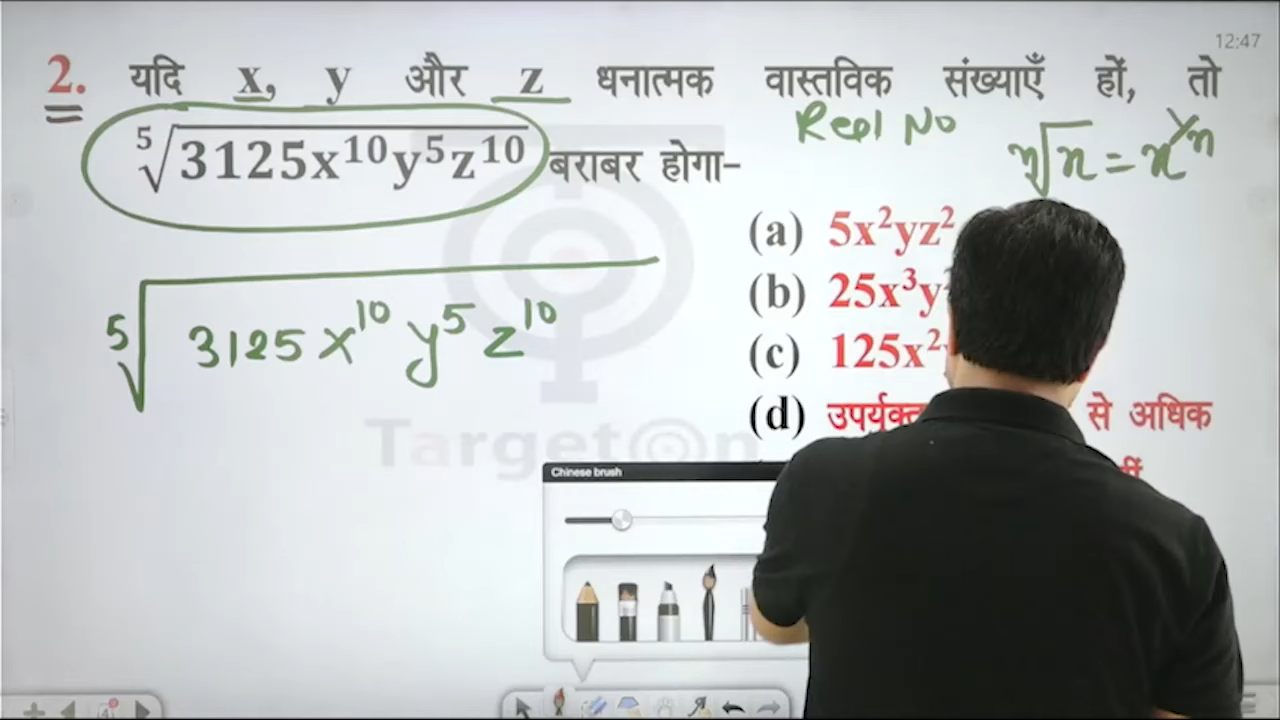 12:47
2. यदि x, y और z धनात्मक वास्तविक संख्याएँ हों, तो
⁵√3125x¹⁰y⁵z¹⁰ बराबर होगा–
Real No
ⁿ√x = x^1/n
(a) 5x²yz²
(b) 25x³y
(c) 125x²
(d) उपर्युक्त से अधिक
⁵√3125 x¹⁰ y⁵ z¹⁰
Target On
Chinese brush